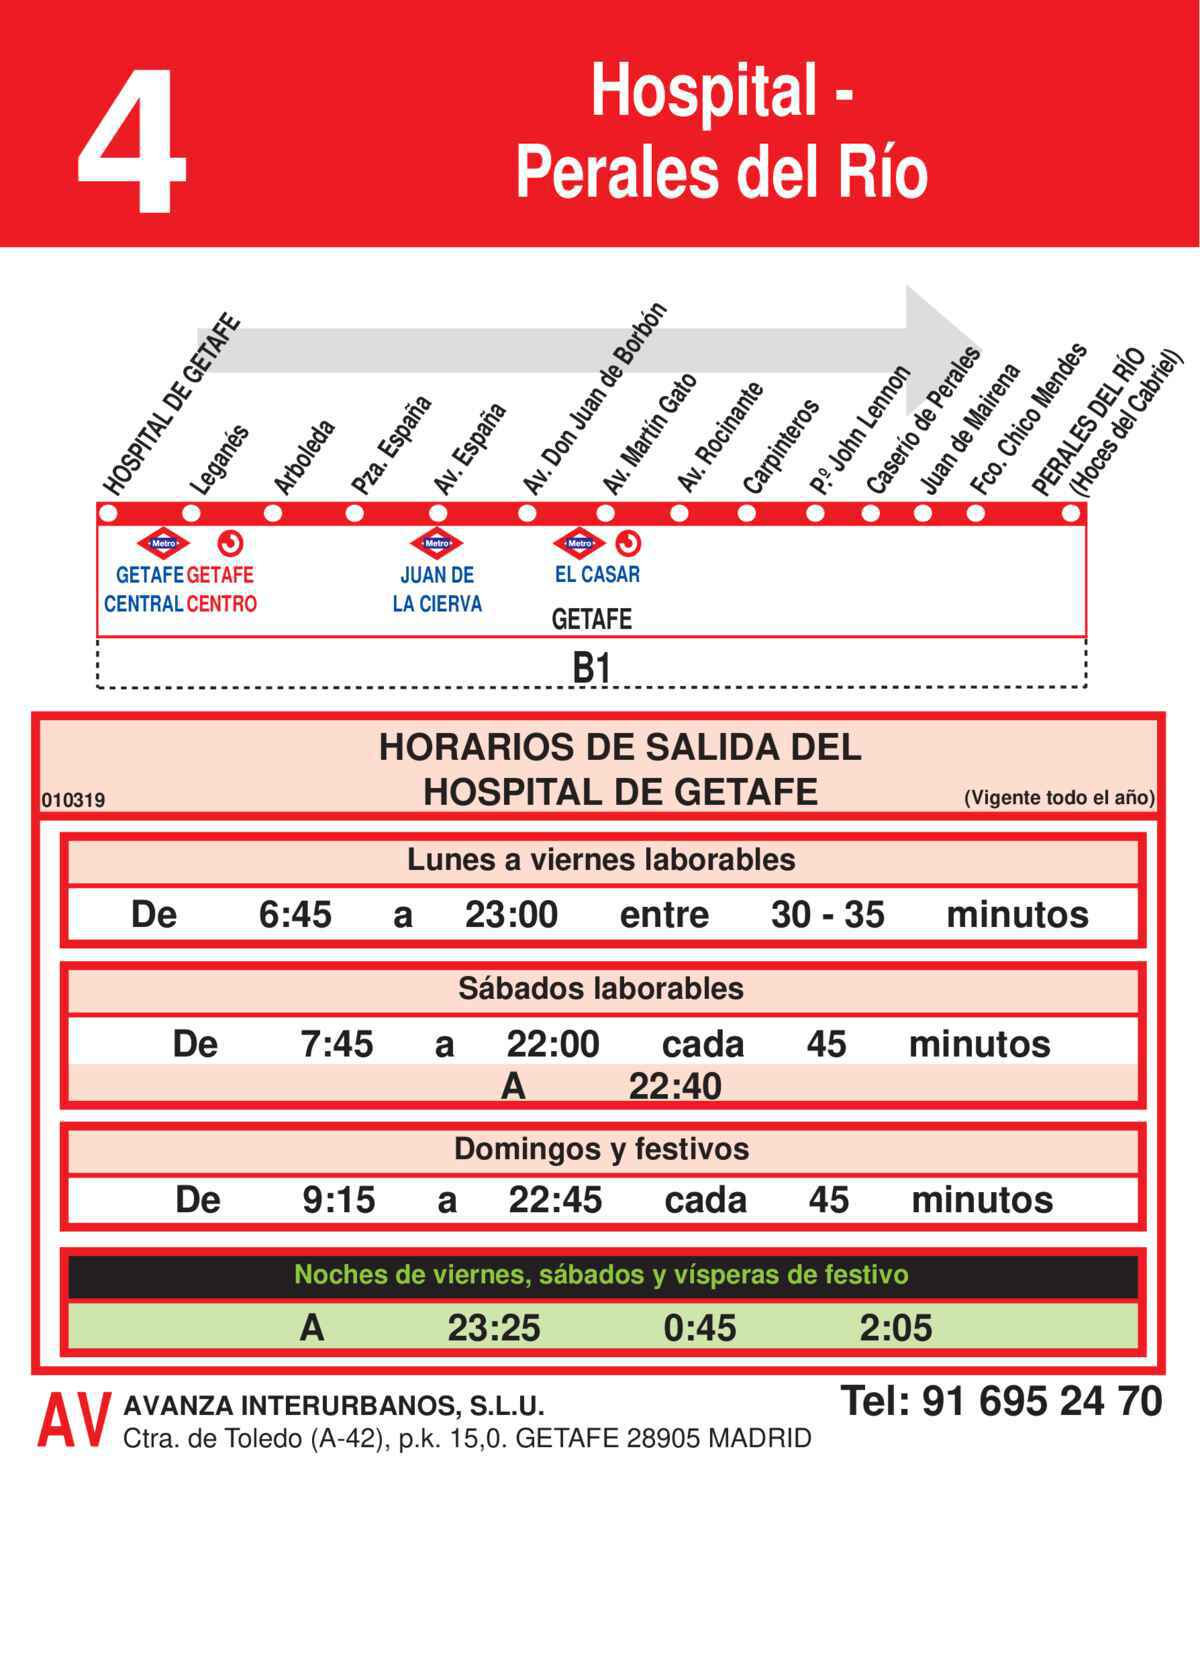 4
Hospital -
Perales del Río
HOSPITAL DE GETAFE
Leganés
Arboleda
Pza. España
Av. España
Av. Don Juan de Borbón
Av. Martín Gato
Av. Rocinante
Carpinteros
P.º John Lennon
Caserío de Perales
Juan de Mairena
Fco. Chico Mendes
PERALES DEL RÍO
(Hoces del Cabriel)
Metro Metro Metro
GETAFE GETAFE JUAN DE EL CASAR
CENTRAL CENTRO LA CIERVA
GETAFE
B1
HORARIOS DE SALIDA DEL
HOSPITAL DE GETAFE
010319 (Vigente todo el año)
Lunes a viernes laborables
De 6:45 a 23:00 entre 30 - 35 minutos
Sábados laborables
De 7:45 a 22:00 cada 45 minutos
A 22:40
Domingos y festivos
De 9:15 a 22:45 cada 45 minutos
Noches de viernes, sábados y vísperas de festivo
A 23:25 0:45 2:05
AV AVANZA INTERURBANOS, S.L.U. Tel: 91 695 24 70
Ctra. de Toledo (A-42), p.k. 15,0. GETAFE 28905 MADRID